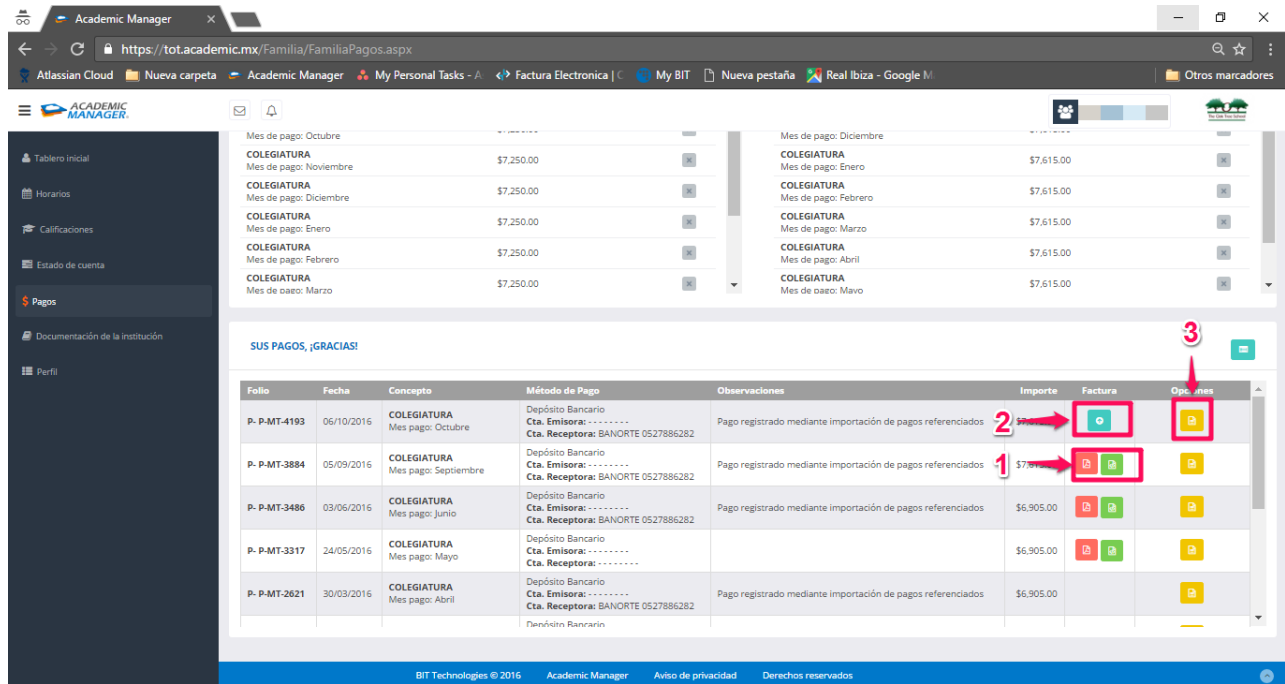 Academic Manager
https://tot.academic.mx/Familia/FamiliaPagos.aspx
Atlassian Cloud Nueva carpeta Academic Manager My Personal Tasks - A Factura Electronica | C My BIT Nueva pestaña Real Ibiza - Google M Otros marcadores
ACADEMIC
MANAGER
The Oak Tree School
Tablero inicial
Horarios
Calificaciones
Estado de cuenta
$ Pagos
Documentación de la institución
Perfil
Mes de pago: Octubre
COLEGIATURA $7,250.00
Mes de pago: Noviembre
COLEGIATURA $7,250.00
Mes de pago: Diciembre
COLEGIATURA $7,250.00
Mes de pago: Enero
COLEGIATURA $7,250.00
Mes de pago: Febrero
COLEGIATURA $7,250.00
Mes de pago: Marzo
Mes de pago: Diciembre
COLEGIATURA $7,615.00
Mes de pago: Enero
COLEGIATURA $7,615.00
Mes de pago: Febrero
COLEGIATURA $7,615.00
Mes de pago: Marzo
COLEGIATURA $7,615.00
Mes de pago: Abril
COLEGIATURA $7,615.00
Mes de pago: Mayo
SUS PAGOS, ¡GRACIAS!
3
Folio Fecha Concepto Método de Pago Observaciones Importe Factura Opciones
P- P-MT-4193 06/10/2016 COLEGIATURA
Mes pago: Octubre
Depósito Bancario
Cta. Emisora: - - - - - - - -
Cta. Receptora: BANORTE 0527886282
Pago registrado mediante importación de pagos referenciados
2
P- P-MT-3884 05/09/2016 COLEGIATURA
Mes pago: Septiembre
Depósito Bancario
Cta. Emisora: - - - - - - - -
Cta. Receptora: BANORTE 0527886282
Pago registrado mediante importación de pagos referenciados
1
P- P-MT-3486 03/06/2016 COLEGIATURA
Mes pago: Junio
Depósito Bancario
Cta. Emisora: - - - - - - - -
Cta. Receptora: BANORTE 0527886282
Pago registrado mediante importación de pagos referenciados $6,905.00
P- P-MT-3317 24/05/2016 COLEGIATURA
Mes pago: Mayo
Depósito Bancario
Cta. Emisora: - - - - - - - -
Cta. Receptora: - - - - - - - -
$6,905.00
P- P-MT-2621 30/03/2016 COLEGIATURA
Mes pago: Abril
Depósito Bancario
Cta. Emisora: - - - - - - - -
Cta. Receptora: BANORTE 0527886282
Pago registrado mediante importación de pagos referenciados $6,905.00
Depósito Bancario
BIT Technologies © 2016 Academic Manager Aviso de privacidad Derechos reservados